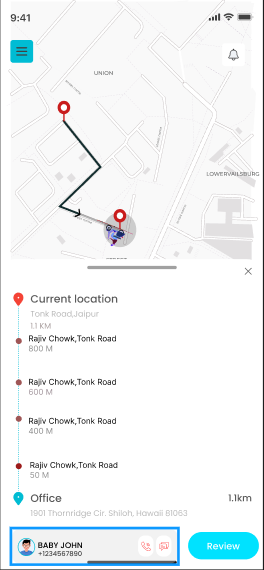 9:41
UNION
LOWERVAILSBURG
Current location
Tonk Road,Jaipur
1.1 KM
Rajiv Chowk,Tonk Road
800 M
Rajiv Chowk,Tonk Road
600 M
Rajiv Chowk,Tonk Road
400 M
Rajiv Chowk,Tonk Road
50 M
Office 1.1km
1901 Thornridge Cir. Shiloh, Hawaii 81063
BABY JOHN
+1234567890
Review